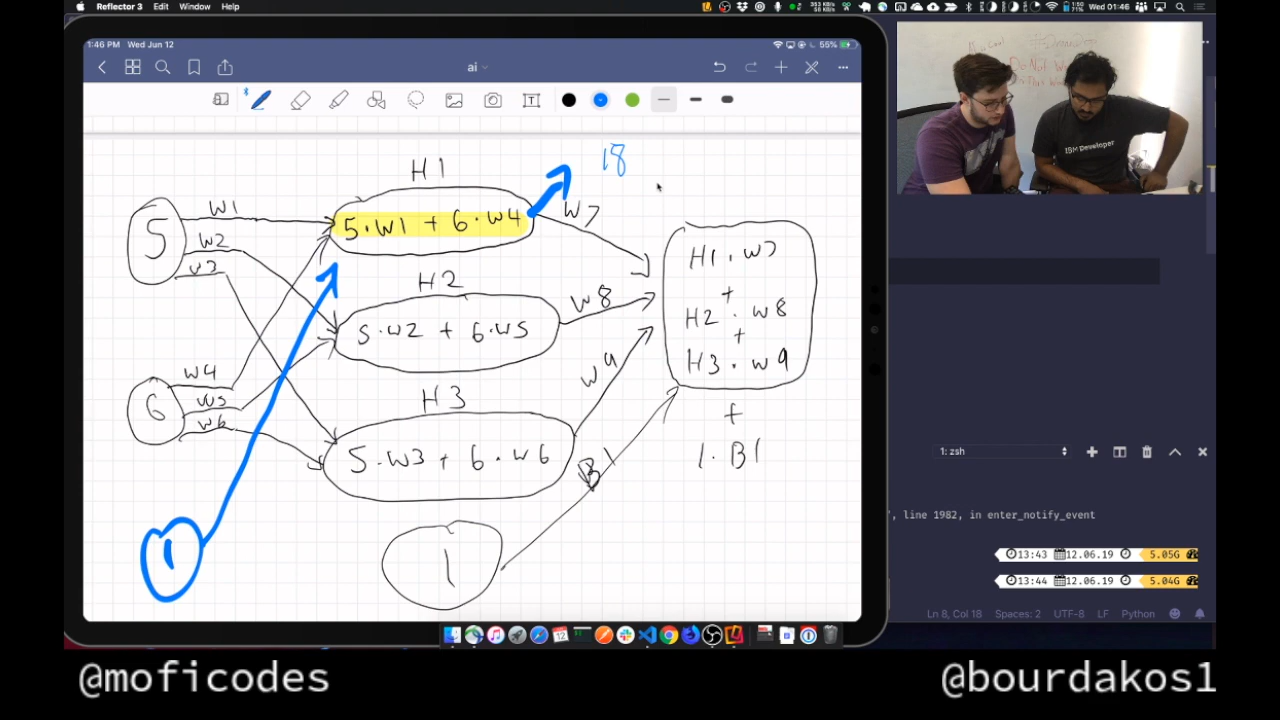 Reflector 3 Edit Window Help
Wed 01:46
1:46 PM Wed Jun 12
55%
ai
H1
18
5
W1
W2
W3
5·W1 + 6·W4
W7
H2
5·W2 + 6·W5
W8
H1·W7
+
H2·W8
+
H3·W9
+
1·B1
6
W4
W5
W6
H3
5·W3 + 6·W6
W9
B1
1
1
IBM Developer
1: zsh
', line 1982, in enter_notify_event
13:43 12.06.19 5.05G
13:44 12.06.19 5.04G
Ln 8, Col 18 Spaces: 2 UTF-8 LF Python
@moficodes
@bourdakos1